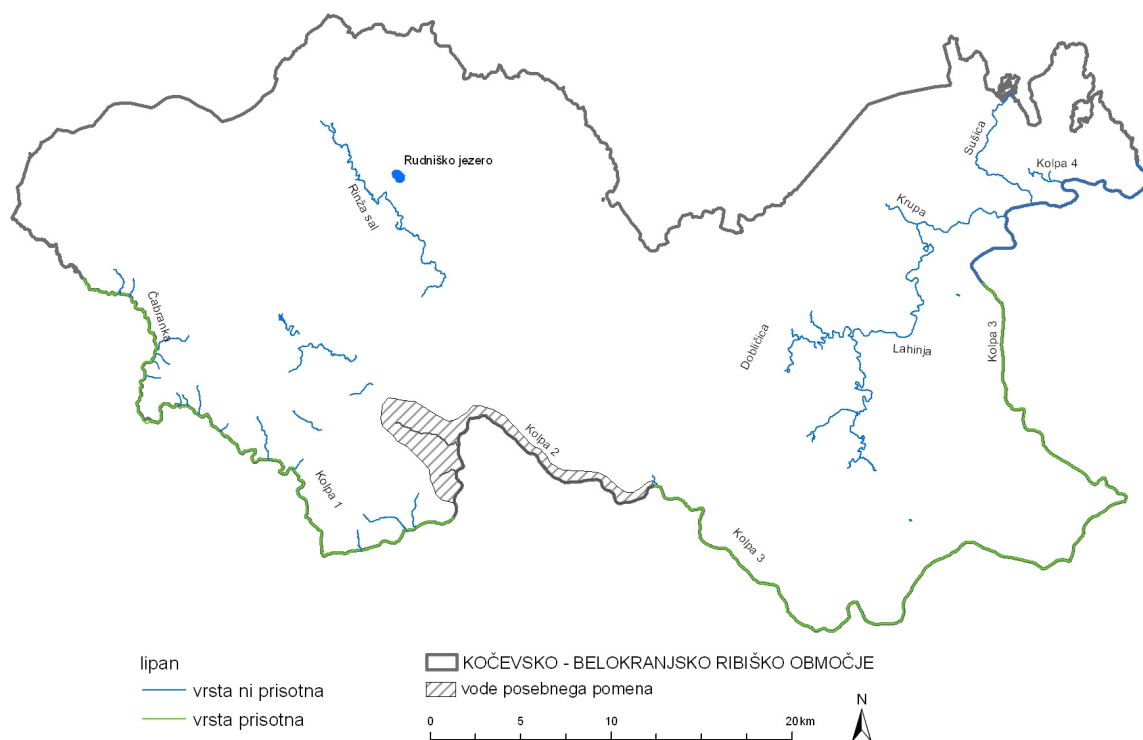 Sušica
Kolpa 4
Rudniško jezero
Rinža sal
Krupa
Čabranka
Kolpa 3
Dobličica
Lahinja
Kolpa 2
Kolpa 1
Kolpa 3
lipan
vrsta ni prisotna
vrsta prisotna
KOČEVSKO - BELOKRANJSKO RIBIŠKO OBMOČJE
vode posebnega pomena
0 5 10 20 km
N